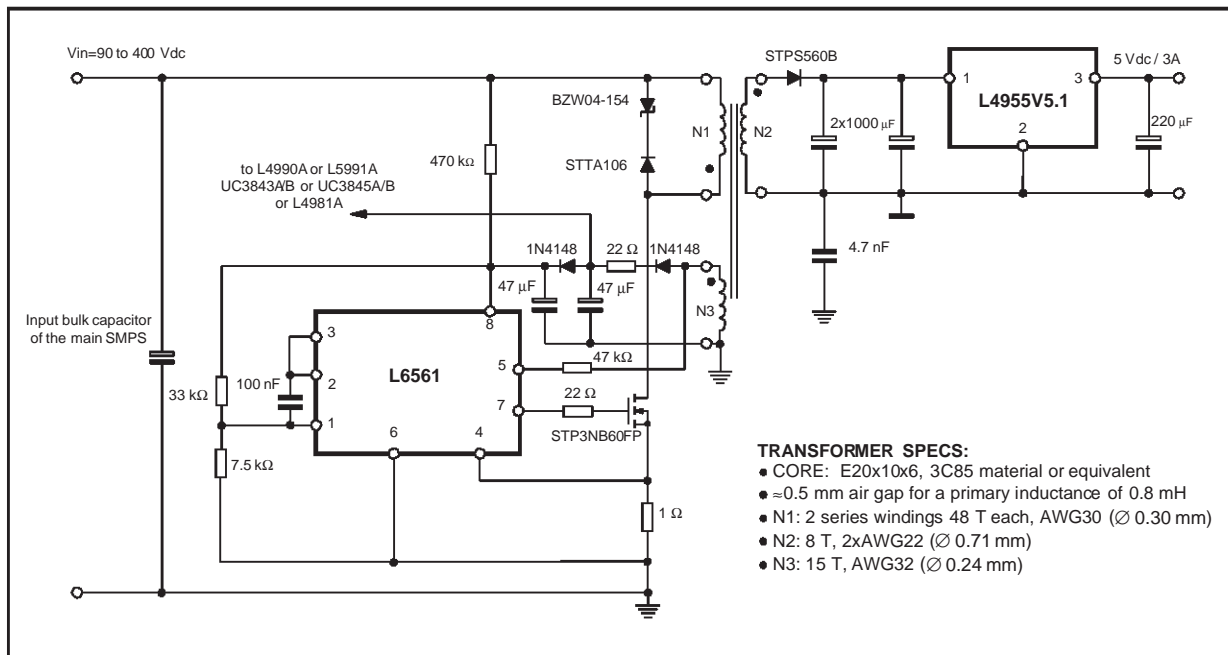 Vin=90 to 400 Vdc
STPS560B
5 Vdc / 3A
1
3
L4955V5.1
2
BZW04-154
N1
N2
2x1000 µF
220 µF
470 kΩ
STTA106
to L4990A or L5991A
UC3843A/B or UC3845A/B
or L4981A
1N4148
22 Ω
1N4148
4.7 nF
47 µF
47 µF
N3
Input bulk capacitor
of the main SMPS
8
3
L6561
5
47 kΩ
2
100 nF
33 kΩ
7
22 Ω
1
6
4
STP3NB60FP
7.5 kΩ
1 Ω
TRANSFORMER SPECS:
● CORE: E20x10x6, 3C85 material or equivalent
● ≈0.5 mm air gap for a primary inductance of 0.8 mH
● N1: 2 series windings 48 T each, AWG30 (∅ 0.30 mm)
● N2: 8 T, 2xAWG22 (∅ 0.71 mm)
● N3: 15 T, AWG32 (∅ 0.24 mm)